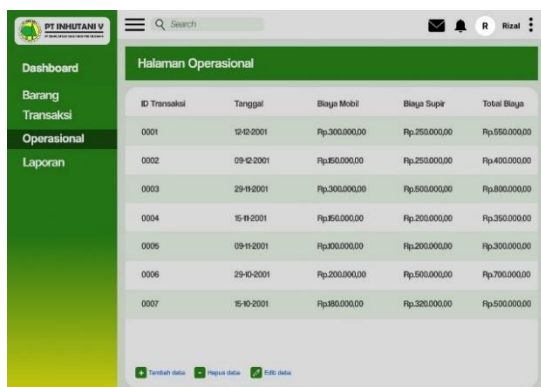 PT INHUTANI V
Search
R Rizal
Dashboard
Barang
Transaksi
Operasional
Laporan
Halaman Operasional
ID Transaksi Tanggal Biaya Mobil Biaya Supir Total Biaya
0001 12-12-2001 Rp.300.000,00 Rp.250.000,00 Rp.550.000,00
0002 09-12-2001 Rp.150.000,00 Rp.250.000,00 Rp.400.000,00
0003 29-11-2001 Rp.300.000,00 Rp.500.000,00 Rp.800.000,00
0004 15-11-2001 Rp.150.000,00 Rp.200.000,00 Rp.350.000,00
0005 09-11-2001 Rp.100.000,00 Rp.200.000,00 Rp.300.000,00
0006 29-10-2001 Rp.200.000,00 Rp.500.000,00 Rp.700.000,00
0007 15-10-2001 Rp.180.000,00 Rp.320.000,00 Rp.500.000,00
Tambah data Hapus data Edit data